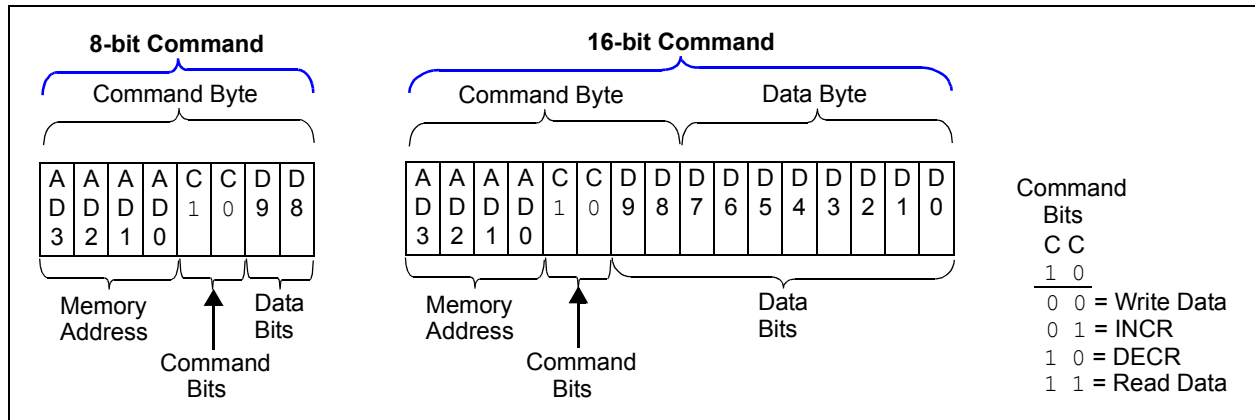 8-bit Command
16-bit Command
Command Byte
Command Byte
Data Byte
A A A A C C D D
D D D D 1 0 9 8
3 2 1 0
A A A A C C D D D D D D D D D D
D D D D 1 0 9 8 7 6 5 4 3 2 1 0
3 2 1 0
Memory
Address
Data
Bits
Command
Bits
Memory
Address
Data
Bits
Command
Bits
Command
Bits
C C
1 0
0 0 = Write Data
0 1 = INCR
1 0 = DECR
1 1 = Read Data